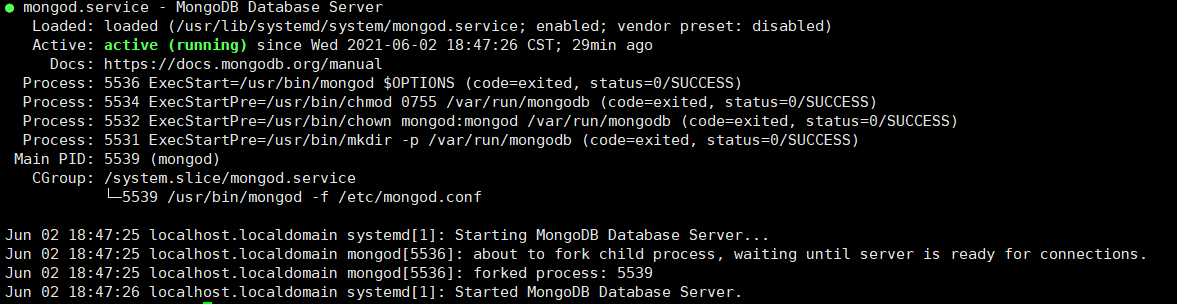 ● mongod.service - MongoDB Database Server
Loaded: loaded (/usr/lib/systemd/system/mongod.service; enabled; vendor preset: disabled)
Active: active (running) since Wed 2021-06-02 18:47:26 CST; 29min ago
Docs: https://docs.mongodb.org/manual
Process: 5536 ExecStart=/usr/bin/mongod $OPTIONS (code=exited, status=0/SUCCESS)
Process: 5534 ExecStartPre=/usr/bin/chmod 0755 /var/run/mongodb (code=exited, status=0/SUCCESS)
Process: 5532 ExecStartPre=/usr/bin/chown mongod:mongod /var/run/mongodb (code=exited, status=0/SUCCESS)
Process: 5531 ExecStartPre=/usr/bin/mkdir -p /var/run/mongodb (code=exited, status=0/SUCCESS)
Main PID: 5539 (mongod)
CGroup: /system.slice/mongod.service
└─5539 /usr/bin/mongod -f /etc/mongod.conf
Jun 02 18:47:25 localhost.localdomain systemd[1]: Starting MongoDB Database Server...
Jun 02 18:47:25 localhost.localdomain mongod[5536]: about to fork child process, waiting until server is ready for connections.
Jun 02 18:47:25 localhost.localdomain mongod[5536]: forked process: 5539
Jun 02 18:47:26 localhost.localdomain systemd[1]: Started MongoDB Database Server.